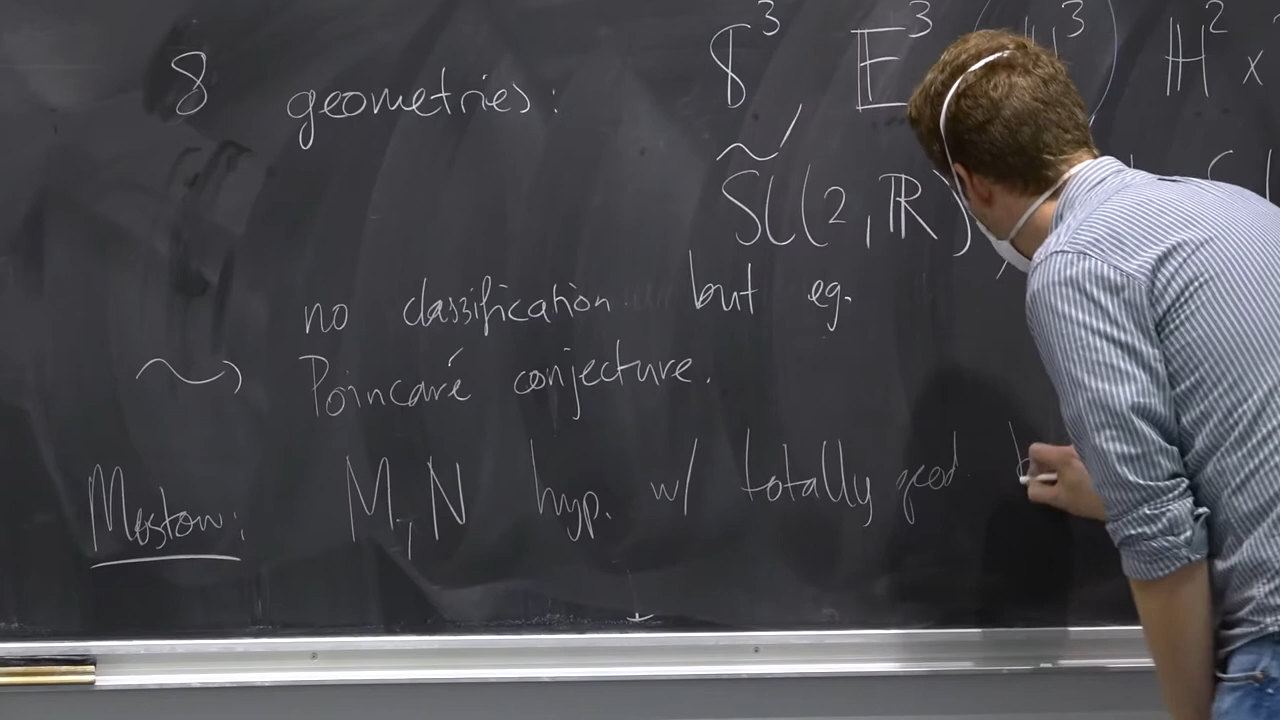 8 geometries: S³ E³ H³ H² ×
S̃l(2, ℝ),
no classification but eg.
⇝ Poincaré conjecture.
Mostow: M, N hyp. w/ totally geod. b